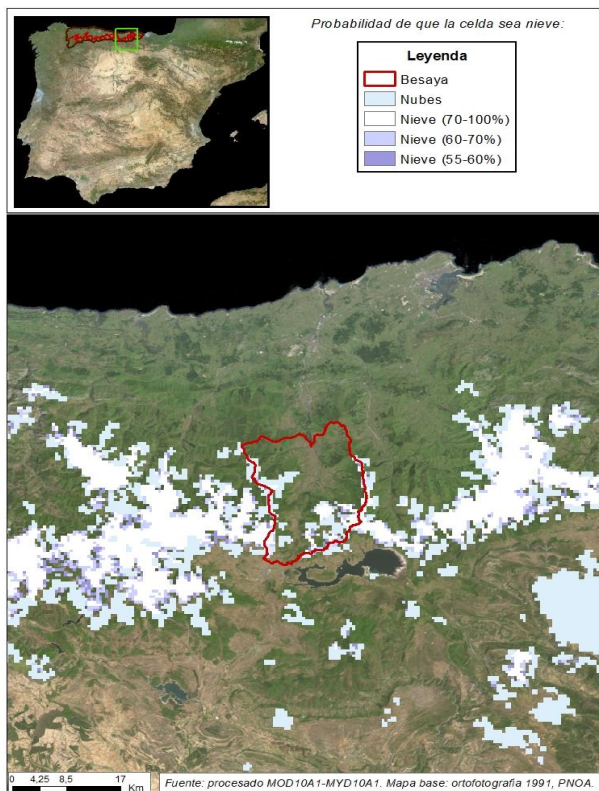 Probabilidad de que la celda sea nieve:
Leyenda
Besaya
Nubes
Nieve (70-100%)
Nieve (60-70%)
Nieve (55-60%)
0 4,25 8,5 17
Km
Fuente: procesado MOD10A1-MYD10A1. Mapa base: ortofotografía 1991, PNOA.